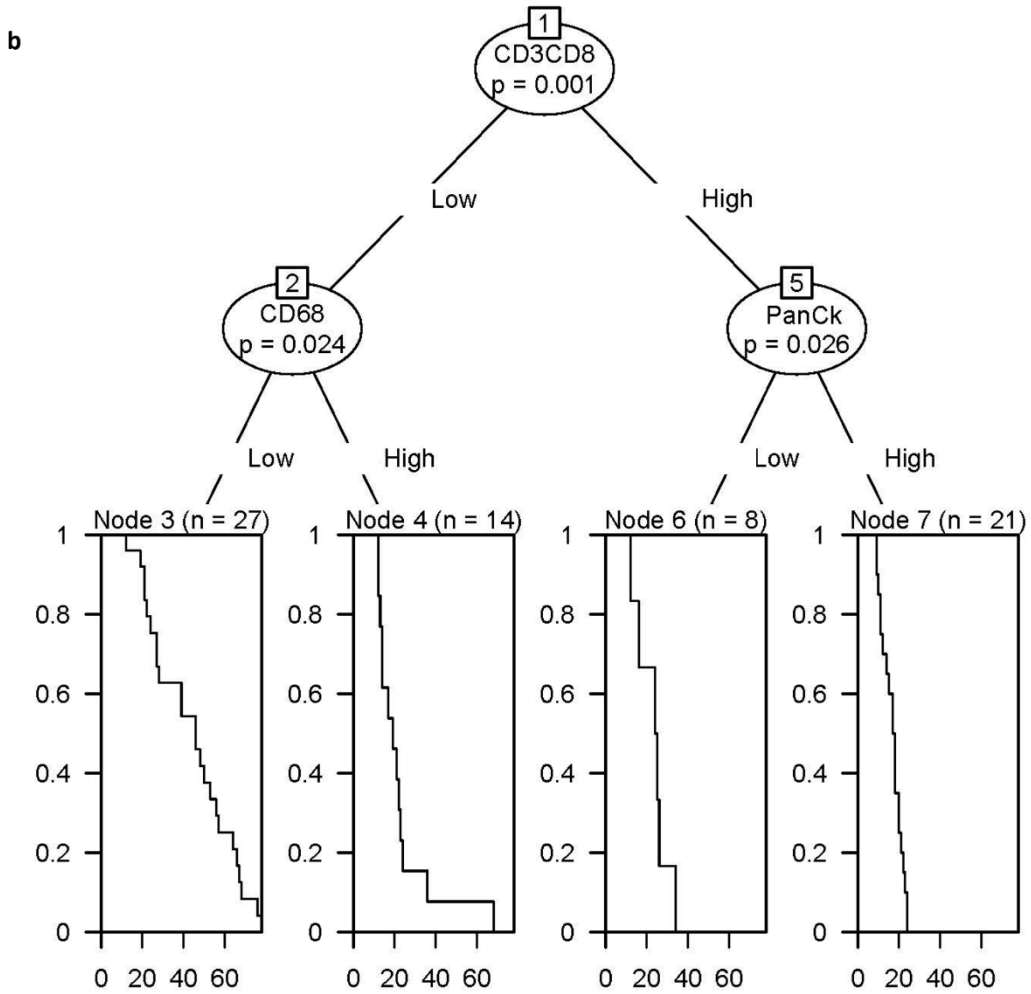 b
1
CD3CD8
p = 0.001
Low
High
2
CD68
p = 0.024
5
PanCk
p = 0.026
Low
High
Low
High
Node 3 (n = 27)
1
0.8
0.6
0.4
0.2
0
0 20 40 60
Node 4 (n = 14)
1
0.8
0.6
0.4
0.2
0
0 20 40 60
Node 6 (n = 8)
1
0.8
0.6
0.4
0.2
0
0 20 40 60
Node 7 (n = 21)
1
0.8
0.6
0.4
0.2
0
0 20 40 60